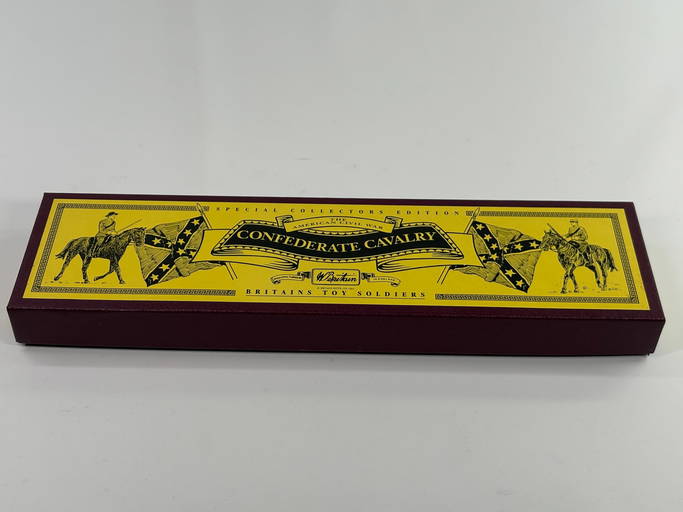 SPECIAL COLLECTORS EDITION
THE
AMERICAN CIVIL WAR
CONFEDERATE CAVALRY
W. Britain
BRITAINS TOY SOLDIERS